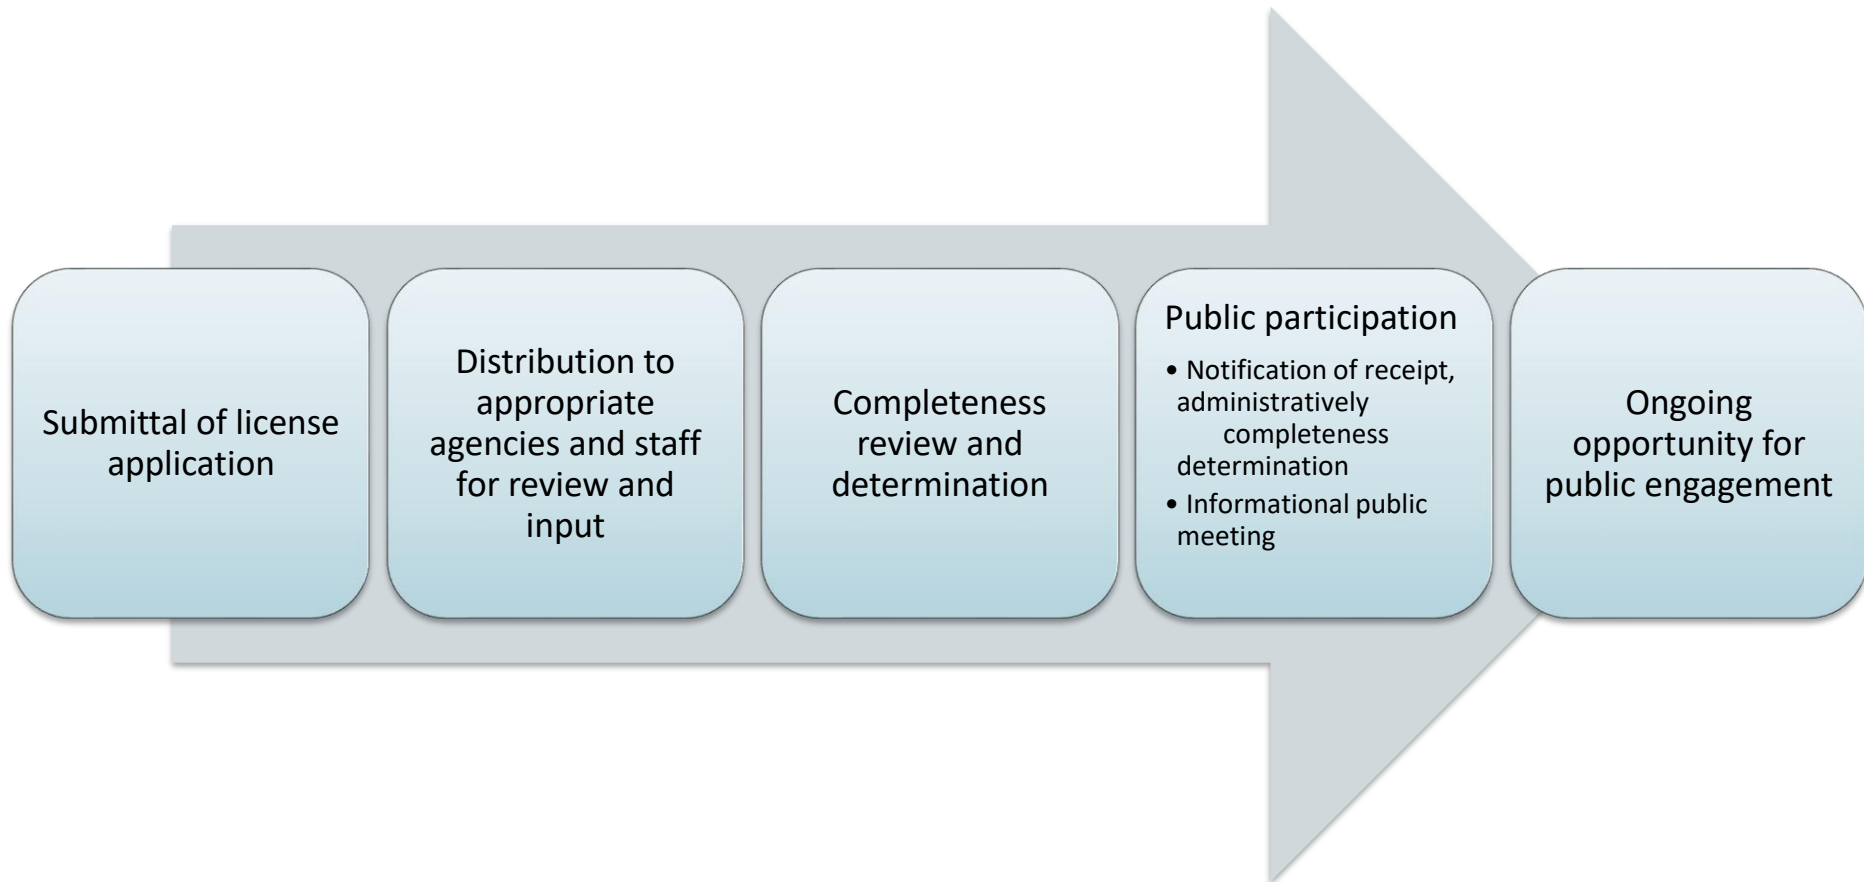 Submittal of license
application
Distribution to
appropriate
agencies and staff
for review and
input
Completeness
review and
determination
Public participation
• Notification of receipt,
administratively
completeness
determination
• Informational public
meeting
Ongoing
opportunity for
public engagement